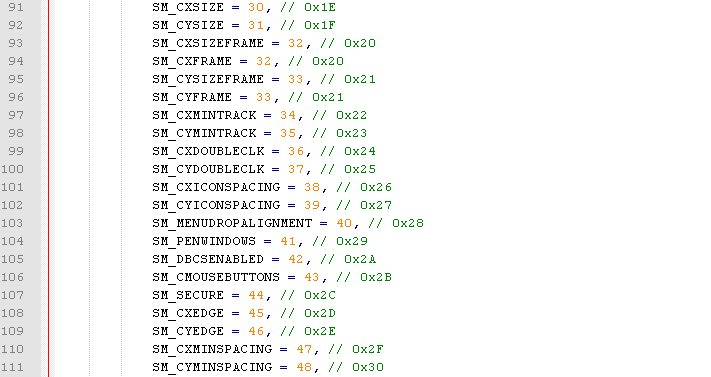 91 SM_CXSIZE = 30, // 0x1E
92 SM_CYSIZE = 31, // 0x1F
93 SM_CXSIZEFRAME = 32, // 0x20
94 SM_CXFRAME = 32, // 0x20
95 SM_CYSIZEFRAME = 33, // 0x21
96 SM_CYFRAME = 33, // 0x21
97 SM_CXMINTRACK = 34, // 0x22
98 SM_CYMINTRACK = 35, // 0x23
99 SM_CXDOUBLECLK = 36, // 0x24
100 SM_CYDOUBLECLK = 37, // 0x25
101 SM_CXICONSPACING = 38, // 0x26
102 SM_CYICONSPACING = 39, // 0x27
103 SM_MENUDROPALIGNMENT = 40, // 0x28
104 SM_PENWINDOWS = 41, // 0x29
105 SM_DBCSENABLED = 42, // 0x2A
106 SM_CMOUSEBUTTONS = 43, // 0x2B
107 SM_SECURE = 44, // 0x2C
108 SM_CXEDGE = 45, // 0x2D
109 SM_CYEDGE = 46, // 0x2E
110 SM_CXMINSPACING = 47, // 0x2F
111 SM_CYMINSPACING = 48, // 0x30